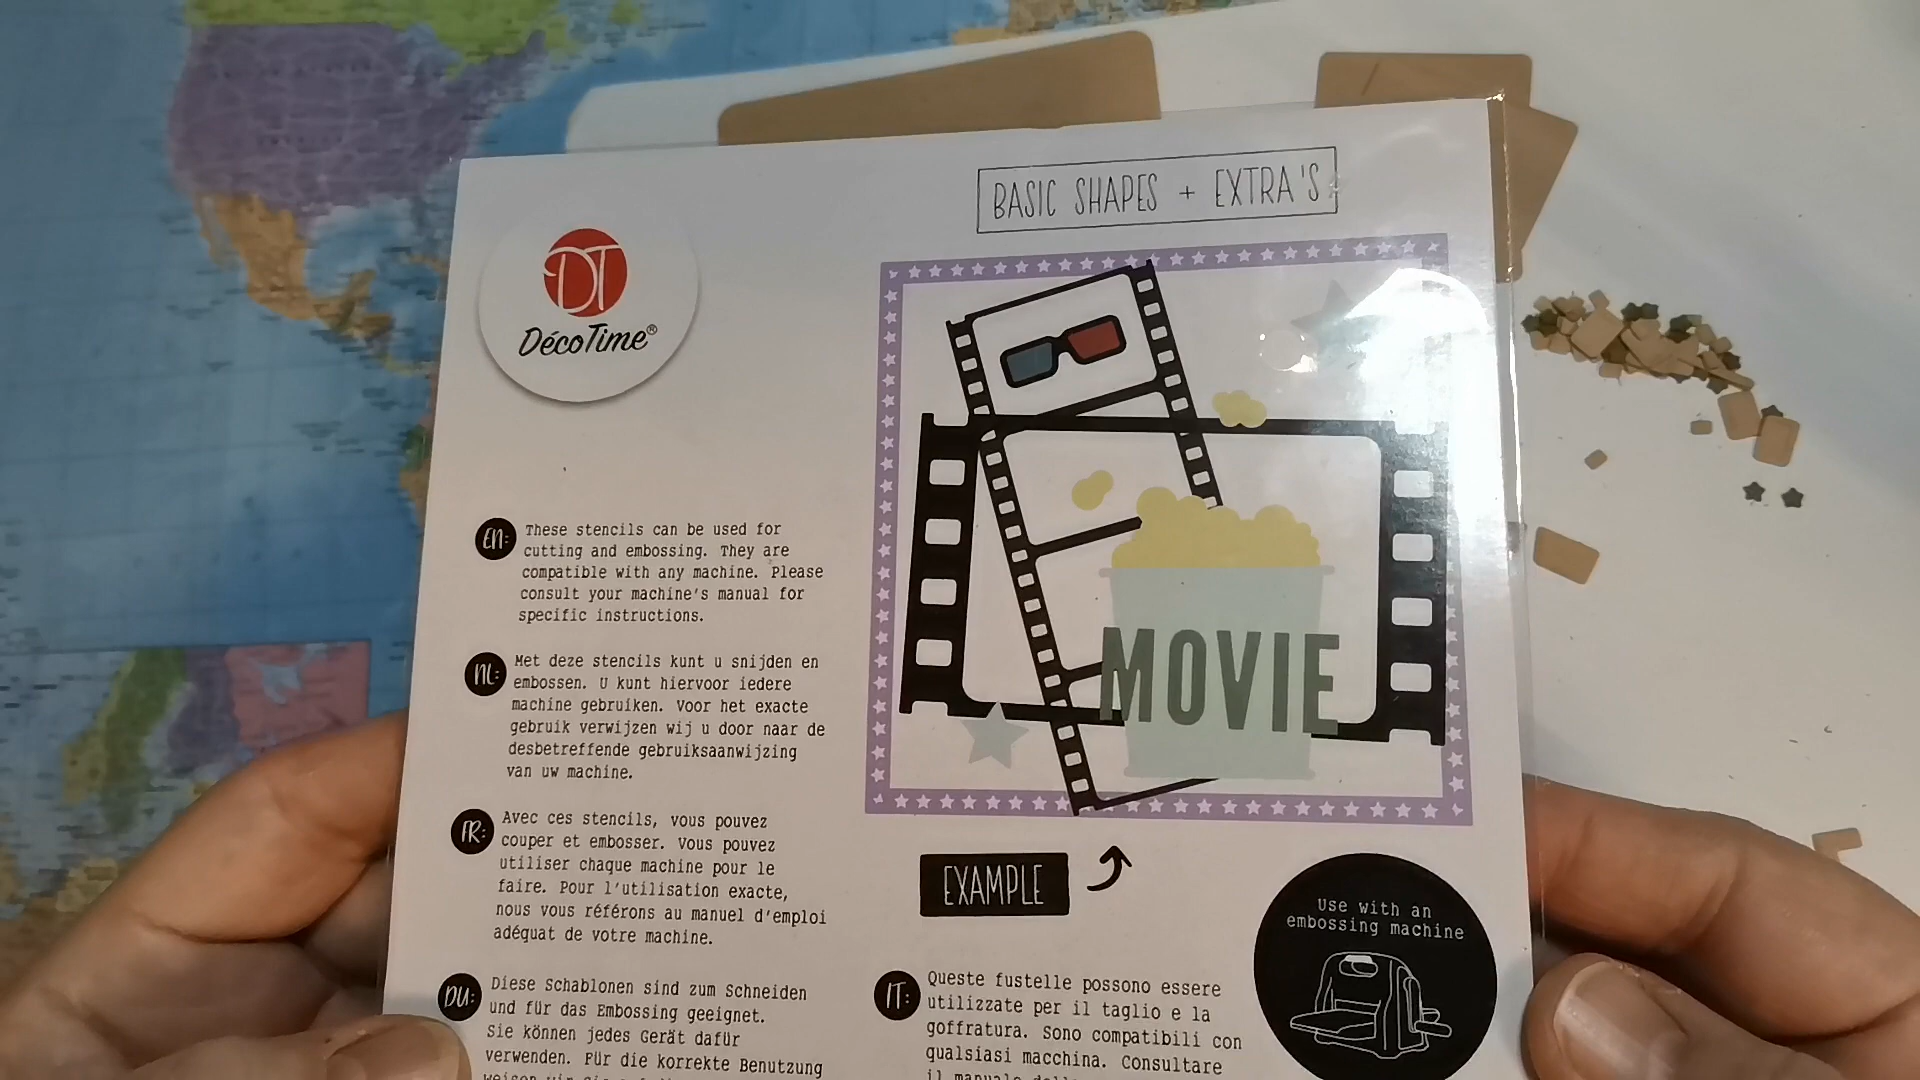 BASIC SHAPES + EXTRA'S
DT
DécoTime®
EN:
These stencils can be used for
cutting and embossing. They are
compatible with any machine. Please
consult your machine's manual for
specific instructions.
NL:
Met deze stencils kunt u snijden en
embossen. U kunt hiervoor iedere
machine gebruiken. Voor het exacte
gebruik verwijzen wij u door naar de
desbetreffende gebruiksaanwijzing
van uw machine.
FR:
Avec ces stencils, vous pouvez
couper et embosser. Vous pouvez
utiliser chaque machine pour le
faire. Pour l'utilisation exacte,
nous vous référons au manuel d'emploi
adéquat de votre machine.
DU:
Diese Schablonen sind zum Schneiden
und für das Embossing geeignet.
Sie können jedes Gerät dafür
verwenden. Für die korrekte Benutzung
MOVIE
EXAMPLE
Use with an
embossing machine
IT:
Queste fustelle possono essere
utilizzate per il taglio e la
goffratura. Sono compatibili con
qualsiasi macchina. Consultare
il manuale